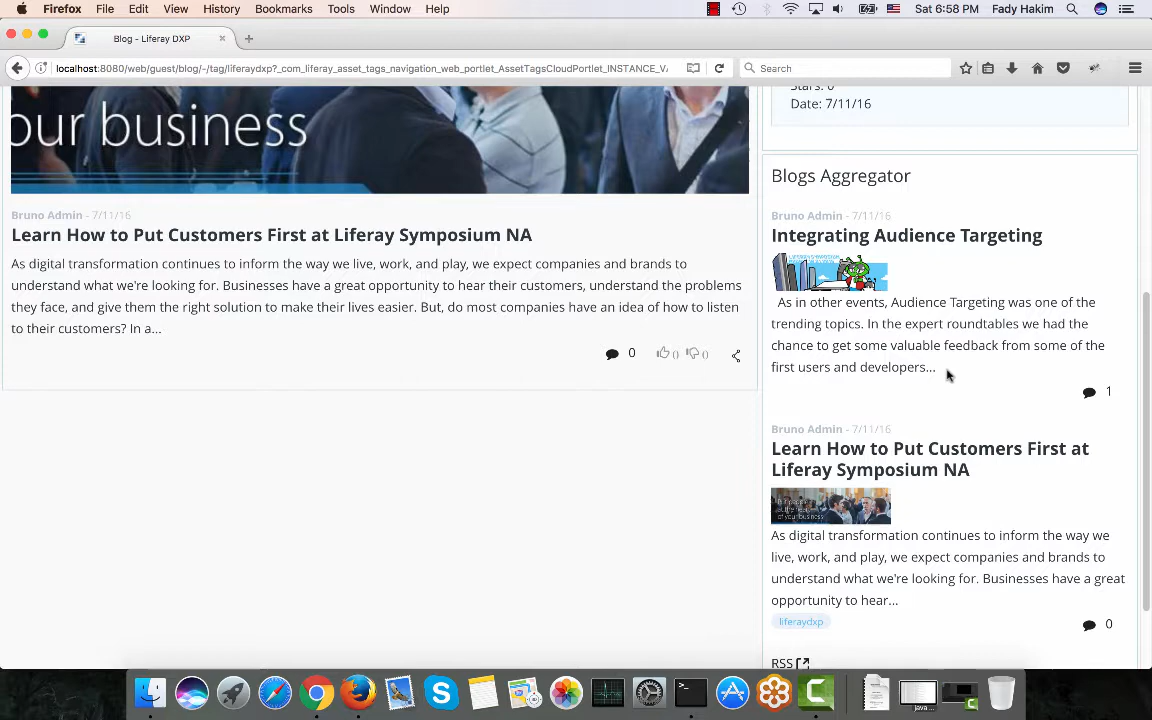 Firefox File Edit View History Bookmarks Tools Window Help
Sat 6:58 PM Fady Hakim
Blog - Liferay DXP
localhost:8080/web/guest/blog/-/tag/liferaydxp?_com_liferay_asset_tags_navigation_web_portlet_AssetTagsCloudPortlet_INSTANCE_V
Search
our business
Bruno Admin - 7/11/16
Learn How to Put Customers First at Liferay Symposium NA
As digital transformation continues to inform the way we live, work, and play, we expect companies and brands to
understand what we're looking for. Businesses have a great opportunity to hear their customers, understand the problems
they face, and give them the right solution to make their lives easier. But, do most companies have an idea of how to listen
to their customers? In a...
0
0
0
Stars: 0
Date: 7/11/16
Blogs Aggregator
Bruno Admin - 7/11/16
Integrating Audience Targeting
As in other events, Audience Targeting was one of the
trending topics. In the expert roundtables we had the
chance to get some valuable feedback from some of the
first users and developers...
1
Bruno Admin - 7/11/16
Learn How to Put Customers First at
Liferay Symposium NA
As digital transformation continues to inform the way we
live, work, and play, we expect companies and brands to
understand what we're looking for. Businesses have a great
opportunity to hear...
liferaydxp
0
RSS
java